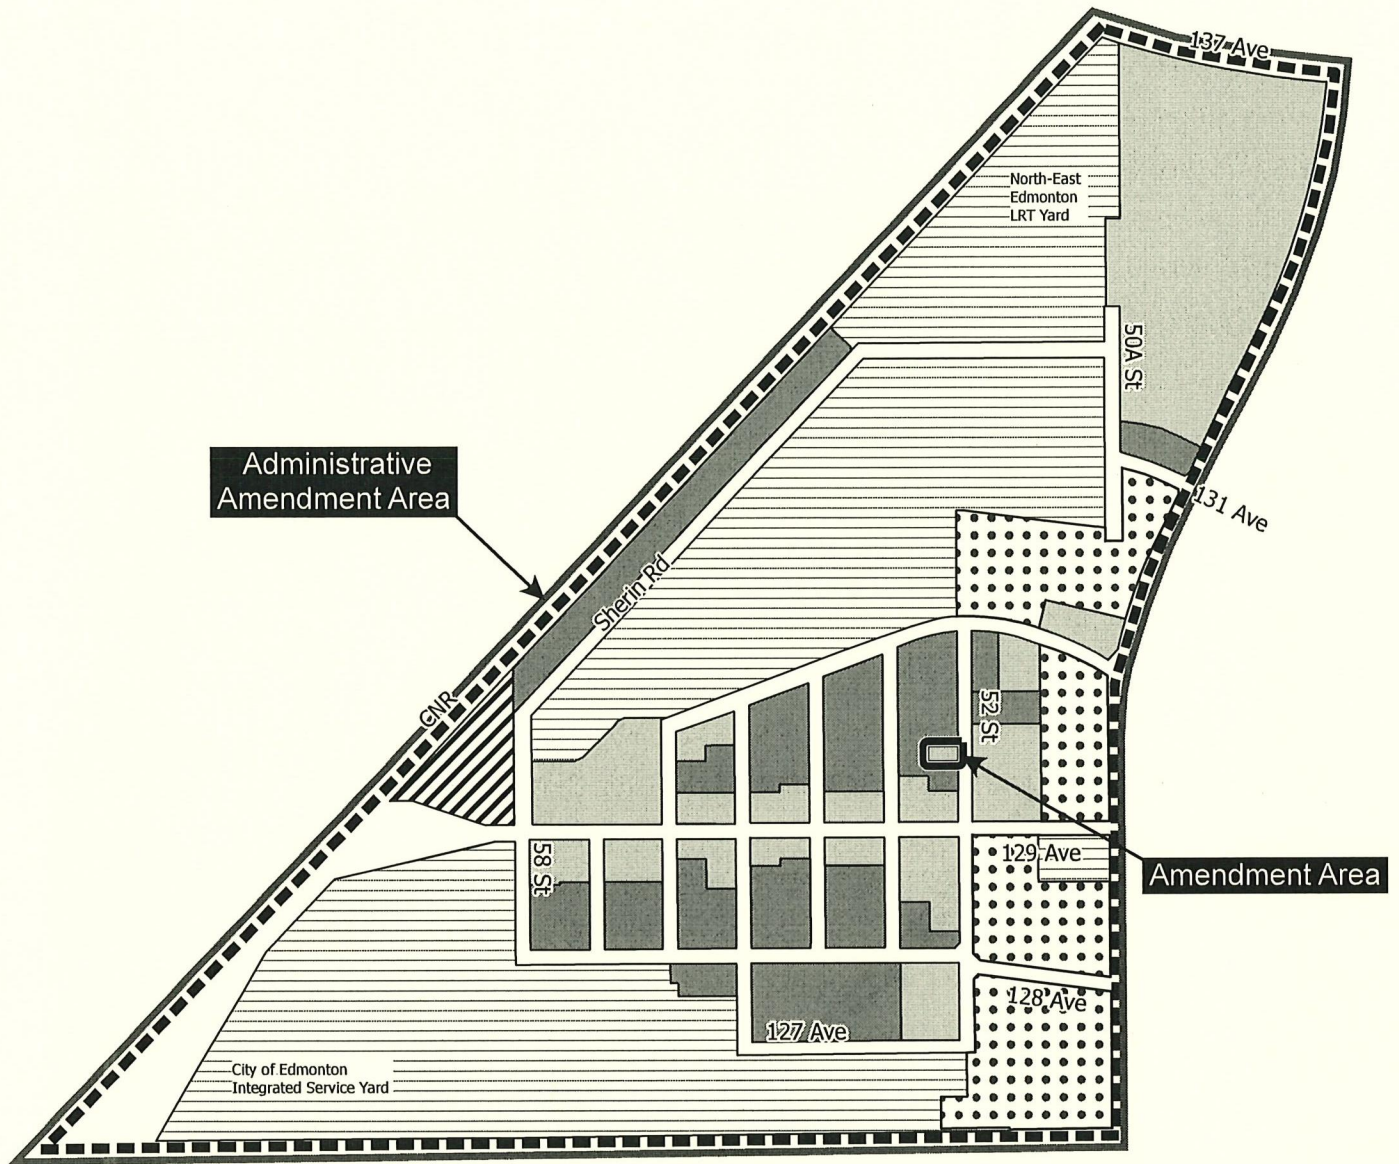 137 Ave
North-East
Edmonton
LRT Yard
50A St
Administrative
Amendment Area
131 Ave
Sherin Rd
CNR
52 St
58 St
129 Ave
Amendment Area
128 Ave
127 Ave
City of Edmonton
Integrated Service Yard